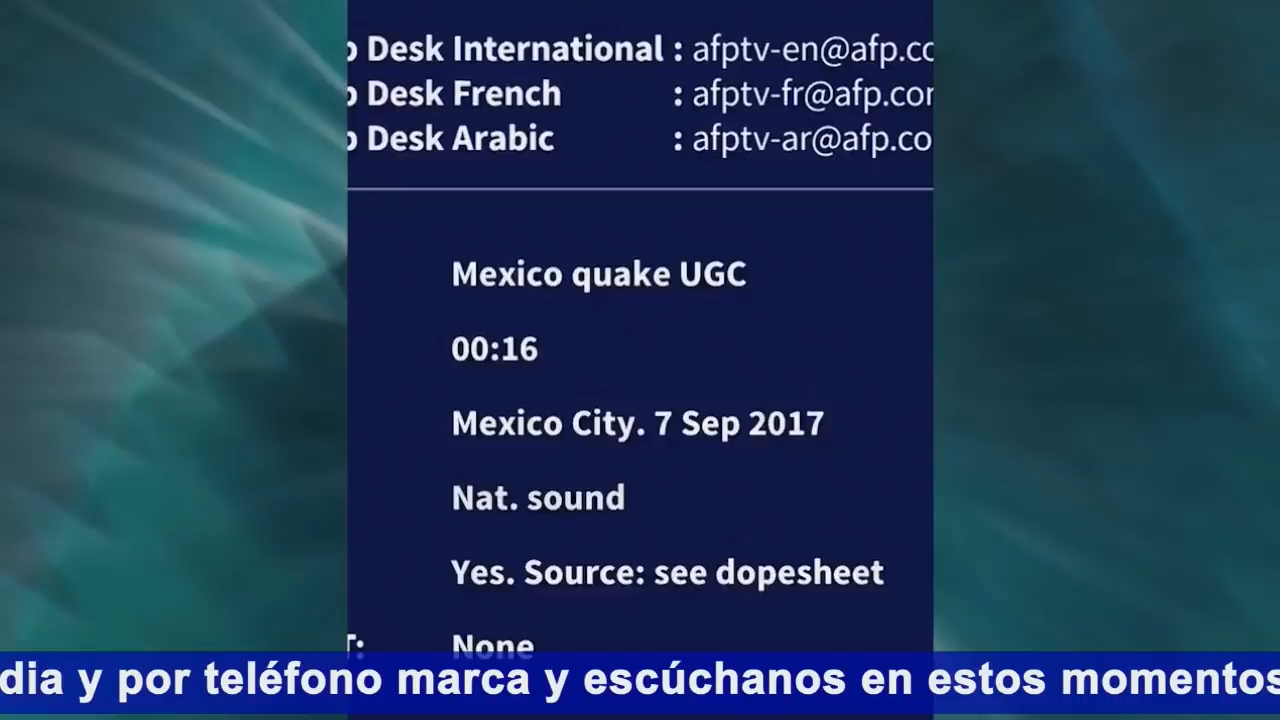 Desk International : afptv-en@afp.co
Desk French : afptv-fr@afp.com
Desk Arabic : afptv-ar@afp.co
Mexico quake UGC
00:16
Mexico City. 7 Sep 2017
Nat. sound
Yes. Source: see dopesheet
T: None
dia y por teléfono marca y escúchanos en estos momentos